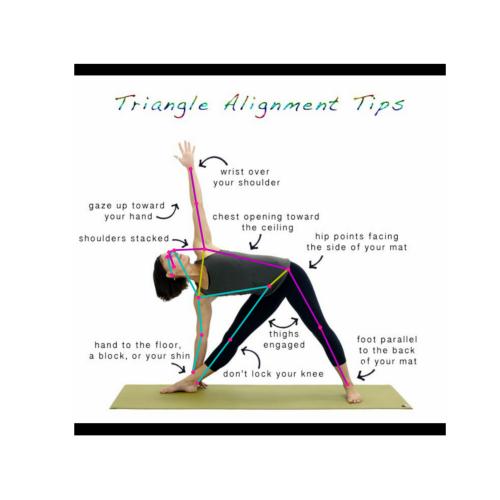 Triangle Alignment Tips
wrist over
your shoulder
gaze up toward
your hand
chest opening toward
the ceiling
shoulders stacked
hip points facing
the side of your mat
thighs
engaged
hand to the floor,
a block, or your shin
don't lock your knee
foot parallel
to the back
of your mat